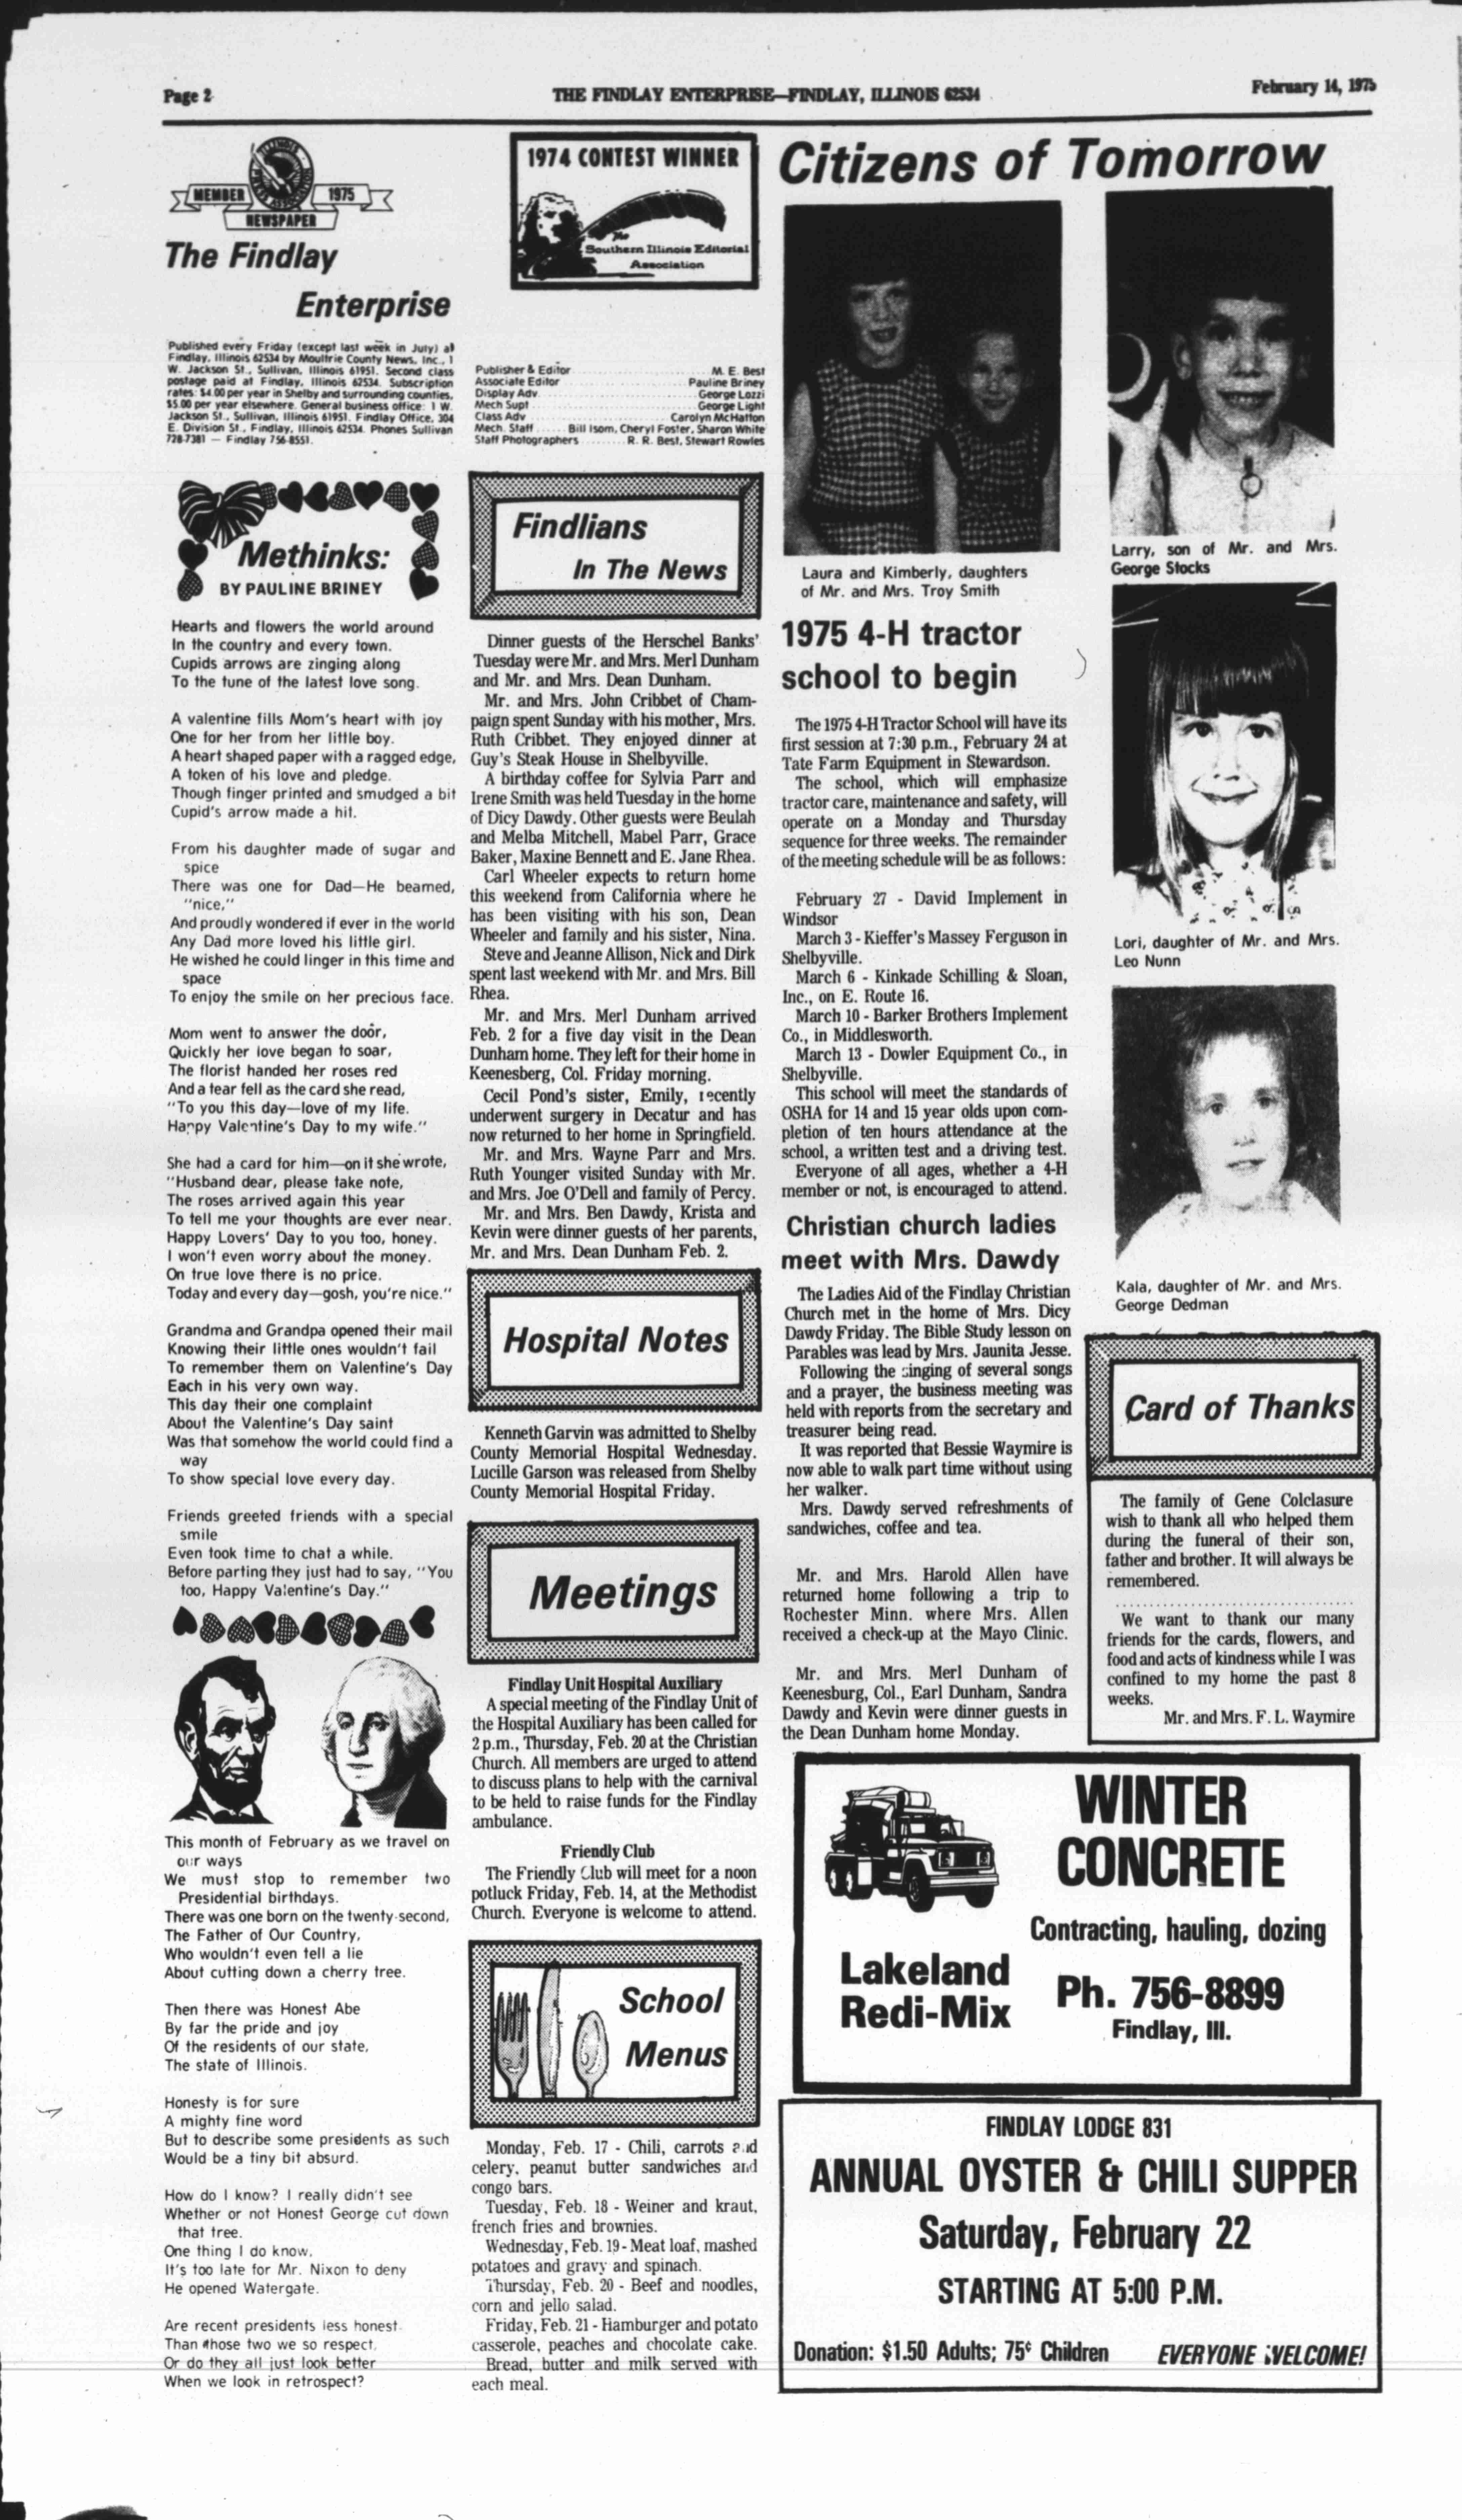 Page 2
THE FINDLAY ENTERPRISE—FINDLAY, ILLINOIS 62534
February 14, 1975
MEMBER
1975
NEWSPAPER
The Findlay
Enterprise
Published every Friday (except last week in July) at
Findlay, Illinois 62534 by Moultrie County News, Inc., 1
W. Jackson St., Sullivan, Illinois 61951. Second class
postage paid at Findlay, Illinois 62534. Subscription
rates: $4.00 per year in Shelby and surrounding counties,
$5.00 per year elsewhere. General business office: 1 W.
Jackson St., Sullivan, Illinois 61951. Findlay Office, 304
E. Division St., Findlay, Illinois 62534. Phones Sullivan
728-7381 — Findlay 756-8551.
1974 CONTEST WINNER
The
Southern Illinois Editorial
Association
Publisher & Editor M. E. Best
Associate Editor Pauline Briney
Display Adv. George Lozzi
Mech Supt George Light
Class Adv Carolyn McHatton
Mech. Staff Bill Isom, Cheryl Foster, Sharon White
Staff Photographers R. R. Best, Stewart Rowles
Methinks:
BY PAULINE BRINEY
Hearts and flowers the world around
In the country and every town.
Cupids arrows are zinging along
To the tune of the latest love song.
A valentine fills Mom's heart with joy
One for her from her little boy.
A heart shaped paper with a ragged edge,
A token of his love and pledge.
Though finger printed and smudged a bit
Cupid's arrow made a hit.
From his daughter made of sugar and
spice
There was one for Dad—He beamed,
"nice,"
And proudly wondered if ever in the world
Any Dad more loved his little girl.
He wished he could linger in this time and
space
To enjoy the smile on her precious face.
Mom went to answer the door,
Quickly her love began to soar,
The florist handed her roses red
And a tear fell as the card she read,
"To you this day—love of my life.
Happy Valentine's Day to my wife."
She had a card for him—on it she wrote,
"Husband dear, please take note,
The roses arrived again this year
To tell me your thoughts are ever near.
Happy Lovers' Day to you too, honey.
I won't even worry about the money.
On true love there is no price.
Today and every day—gosh, you're nice."
Grandma and Grandpa opened their mail
Knowing their little ones wouldn't fail
To remember them on Valentine's Day
Each in his very own way.
This day their one complaint
About the Valentine's Day saint
Was that somehow the world could find a
way
To show special love every day.
Friends greeted friends with a special
smile
Even took time to chat a while.
Before parting they just had to say, "You
too, Happy Valentine's Day."
This month of February as we travel on
our ways
We must stop to remember two
Presidential birthdays.
There was one born on the twenty-second,
The Father of Our Country,
Who wouldn't even tell a lie
About cutting down a cherry tree.
Then there was Honest Abe
By far the pride and joy
Of the residents of our state,
The state of Illinois.
Honesty is for sure
A mighty fine word
But to describe some presidents as such
Would be a tiny bit absurd.
How do I know? I really didn't see
Whether or not Honest George cut down
that tree.
One thing I do know,
It's too late for Mr. Nixon to deny
He opened Watergate.
Are recent presidents less honest
Than those two we so respect,
Or do they all just look better
When we look in retrospect?
Findlians
In The News
Dinner guests of the Herschel Banks'
Tuesday were Mr. and Mrs. Merl Dunham
and Mr. and Mrs. Dean Dunham.
Mr. and Mrs. John Cribbet of Cham-
paign spent Sunday with his mother, Mrs.
Ruth Cribbet. They enjoyed dinner at
Guy's Steak House in Shelbyville.
A birthday coffee for Sylvia Parr and
Irene Smith was held Tuesday in the home
of Dicy Dawdy. Other guests were Beulah
and Melba Mitchell, Mabel Parr, Grace
Baker, Maxine Bennett and E. Jane Rhea.
Carl Wheeler expects to return home
this weekend from California where he
has been visiting with his son, Dean
Wheeler and family and his sister, Nina.
Steve and Jeanne Allison, Nick and Dirk
spent last weekend with Mr. and Mrs. Bill
Rhea.
Mr. and Mrs. Merl Dunham arrived
Feb. 2 for a five day visit in the Dean
Dunham home. They left for their home in
Keenesberg, Col. Friday morning.
Cecil Pond's sister, Emily, recently
underwent surgery in Decatur and has
now returned to her home in Springfield.
Mr. and Mrs. Wayne Parr and Mrs.
Ruth Younger visited Sunday with Mr.
and Mrs. Joe O'Dell and family of Percy.
Mr. and Mrs. Ben Dawdy, Krista and
Kevin were dinner guests of her parents,
Mr. and Mrs. Dean Dunham Feb. 2.
Hospital Notes
Kenneth Garvin was admitted to Shelby
County Memorial Hospital Wednesday.
Lucille Garson was released from Shelby
County Memorial Hospital Friday.
Meetings
Findlay Unit Hospital Auxiliary
A special meeting of the Findlay Unit of
the Hospital Auxiliary has been called for
2 p.m., Thursday, Feb. 20 at the Christian
Church. All members are urged to attend
to discuss plans to help with the carnival
to be held to raise funds for the Findlay
ambulance.
Friendly Club
The Friendly Club will meet for a noon
potluck Friday, Feb. 14, at the Methodist
Church. Everyone is welcome to attend.
School
Menus
Monday, Feb. 17 - Chili, carrots and
celery, peanut butter sandwiches and
congo bars.
Tuesday, Feb. 18 - Weiner and kraut,
french fries and brownies.
Wednesday, Feb. 19 - Meat loaf, mashed
potatoes and gravy and spinach.
Thursday, Feb. 20 - Beef and noodles,
corn and jello salad.
Friday, Feb. 21 - Hamburger and potato
casserole, peaches and chocolate cake.
Bread, butter and milk served with
each meal.
Citizens of Tomorrow
Laura and Kimberly, daughters
of Mr. and Mrs. Troy Smith
Larry, son of Mr. and Mrs.
George Stocks
Lori, daughter of Mr. and Mrs.
Leo Nunn
Kala, daughter of Mr. and Mrs.
George Dedman
1975 4-H tractor
school to begin
The 1975 4-H Tractor School will have its
first session at 7:30 p.m., February 24 at
Tate Farm Equipment in Stewardson.
The school, which will emphasize
tractor care, maintenance and safety, will
operate on a Monday and Thursday
sequence for three weeks. The remainder
of the meeting schedule will be as follows:
February 27 - David Implement in
Windsor
March 3 - Kieffer's Massey Ferguson in
Shelbyville.
March 6 - Kinkade Schilling & Sloan,
Inc., on E. Route 16.
March 10 - Barker Brothers Implement
Co., in Middlesworth.
March 13 - Dowler Equipment Co., in
Shelbyville.
This school will meet the standards of
OSHA for 14 and 15 year olds upon com-
pletion of ten hours attendance at the
school, a written test and a driving test.
Everyone of all ages, whether a 4-H
member or not, is encouraged to attend.
Christian church ladies
meet with Mrs. Dawdy
The Ladies Aid of the Findlay Christian
Church met in the home of Mrs. Dicy
Dawdy Friday. The Bible Study lesson on
Parables was lead by Mrs. Jaunita Jesse.
Following the singing of several songs
and a prayer, the business meeting was
held with reports from the secretary and
treasurer being read.
It was reported that Bessie Waymire is
now able to walk part time without using
her walker.
Mrs. Dawdy served refreshments of
sandwiches, coffee and tea.
Mr. and Mrs. Harold Allen have
returned home following a trip to
Rochester Minn. where Mrs. Allen
received a check-up at the Mayo Clinic.
Mr. and Mrs. Merl Dunham of
Keenesburg, Col., Earl Dunham, Sandra
Dawdy and Kevin were dinner guests in
the Dean Dunham home Monday.
Card of Thanks
The family of Gene Colclasure
wish to thank all who helped them
during the funeral of their son,
father and brother. It will always be
remembered.
We want to thank our many
friends for the cards, flowers, and
food and acts of kindness while I was
confined to my home the past 8
weeks.
Mr. and Mrs. F. L. Waymire
WINTER
CONCRETE
Contracting, hauling, dozing
Lakeland
Redi-Mix
Ph. 756-8899
Findlay, Ill.
FINDLAY LODGE 831
ANNUAL OYSTER & CHILI SUPPER
Saturday, February 22
STARTING AT 5:00 P.M.
Donation: $1.50 Adults; 75¢ Children
EVERYONE WELCOME!